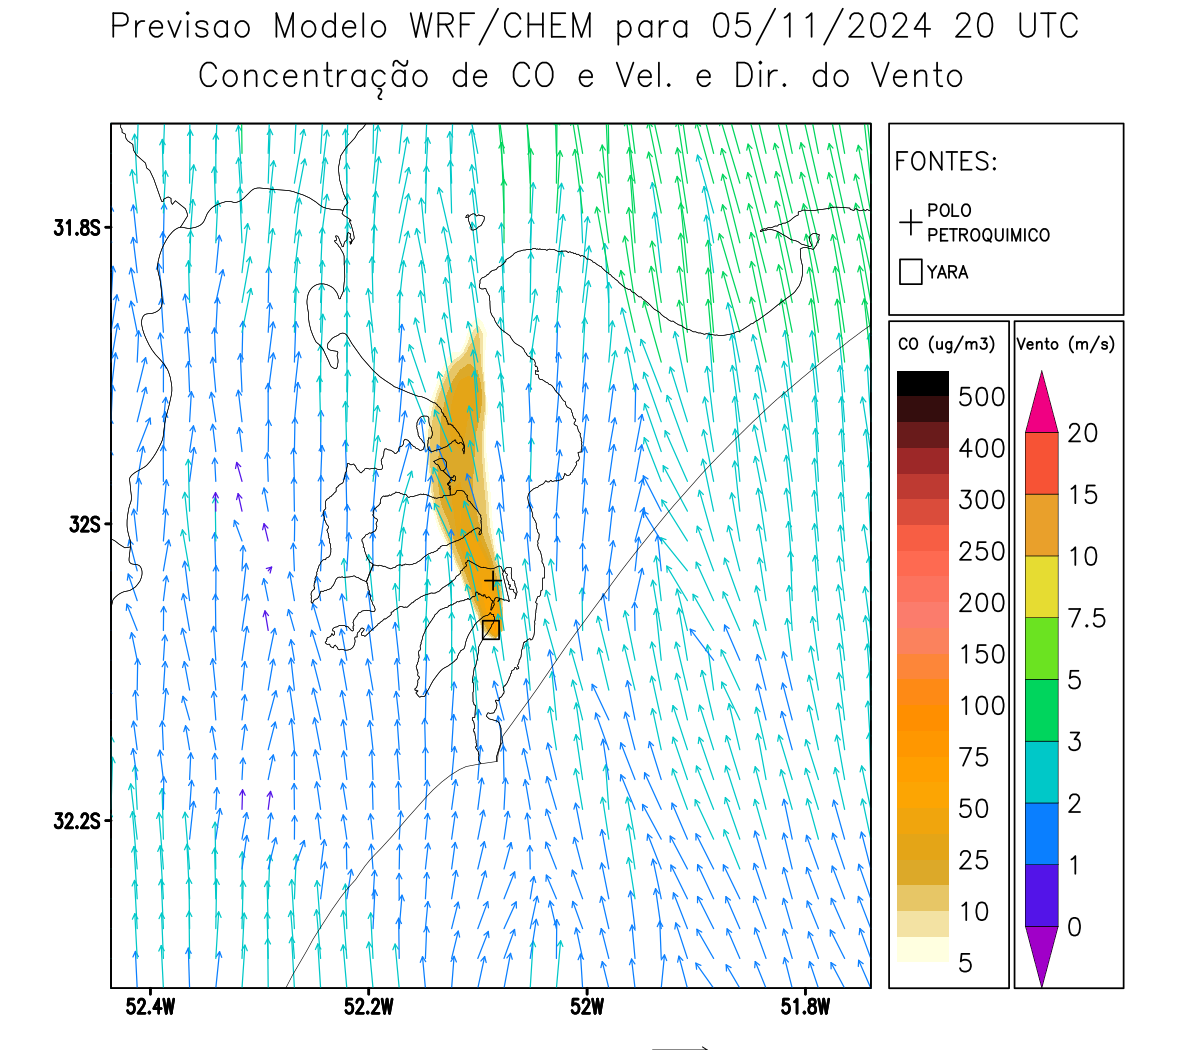 Previsao Modelo WRF/CHEM para 05/11/2024 20 UTC
Concentração de CO e Vel. e Dir. do Vento
FONTES:
POLO
PETROQUIMICO
YARA
CO (ug/m3)
500
400
300
250
200
150
100
75
50
25
10
5
Vento (m/s)
20
15
10
7.5
5
3
2
1
0
31.8S
32S
32.2S
52.4W
52.2W
52W
51.8W